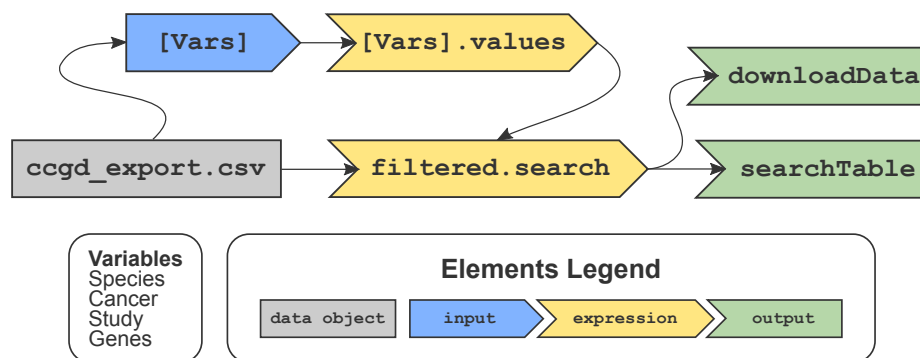 [Vars]
[Vars].values
downloadData
ccgd_export.csv
filtered.search
searchTable
Variables
Species
Cancer
Study
Genes
Elements Legend
data object
input
expression
output